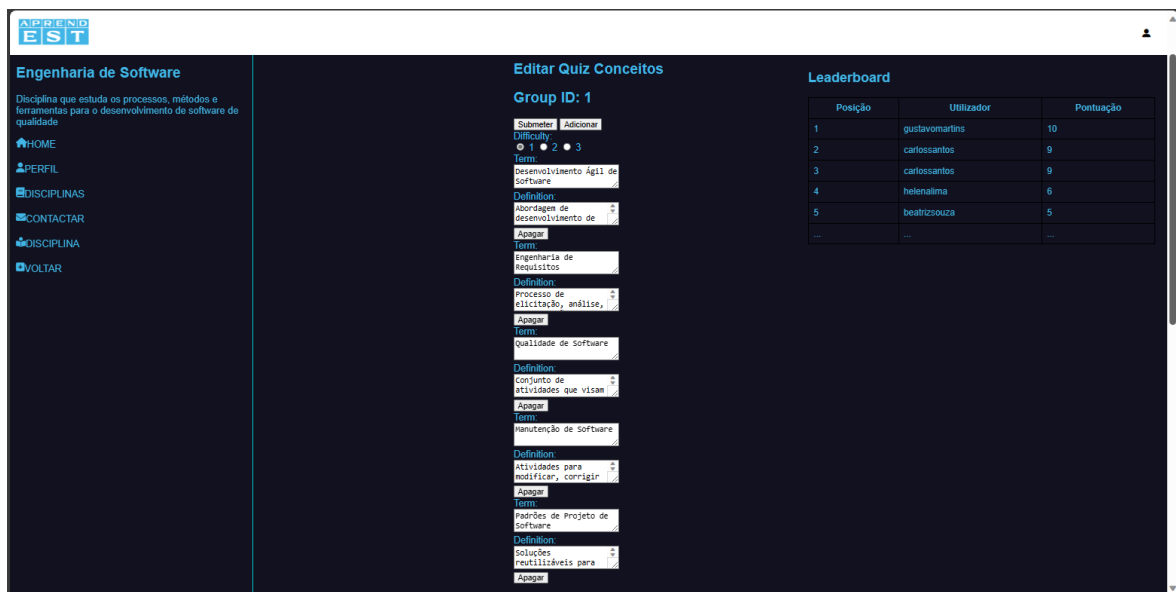 APREND
EST
Engenharia de Software
Disciplina que estuda os processos, métodos e
ferramentas para o desenvolvimento de software de
qualidade
HOME
PERFIL
DISCIPLINAS
CONTACTAR
DISCIPLINA
VOLTAR
Editar Quiz Conceitos
Group ID: 1
Submeter Adicionar
Difficulty:
1 2 3
Term:
Desenvolvimento Ágil de
Software
Definition:
Abordagem de
desenvolvimento de
Apagar
Term:
Engenharia de
Requisitos
Definition:
Processo de
elicitação, análise,
Apagar
Term:
Qualidade de Software
Definition:
Conjunto de
atividades que visam
Apagar
Term:
Manutenção de Software
Definition:
Atividades para
modificar, corrigir
Apagar
Term:
Padrões de Projeto de
Software
Definition:
Soluções
reutilizáveis para
Apagar
Leaderboard
Posição Utilizador Pontuação
1 gustavomartins 10
2 carlossantos 9
3 carlossantos 9
4 helenalima 6
5 beatrizsouza 5
... ... ...